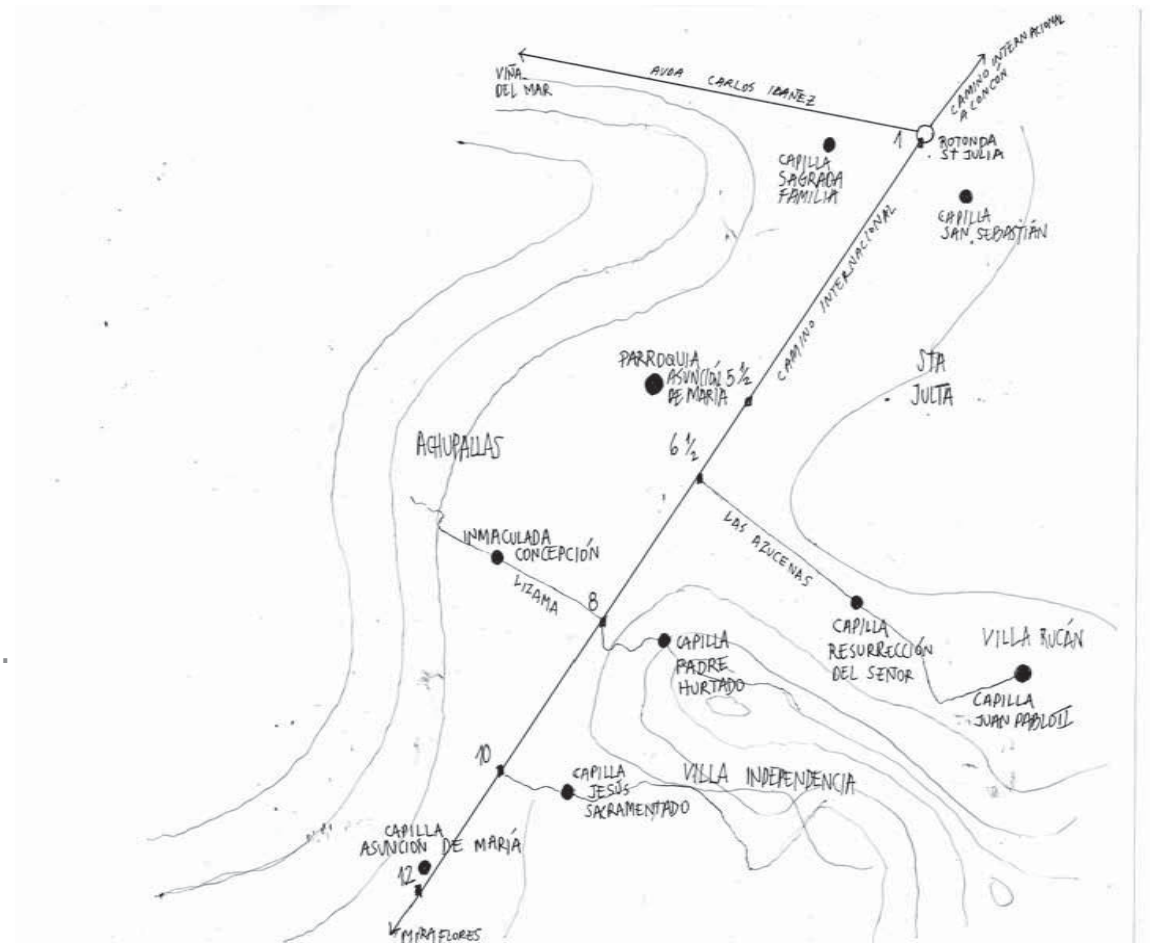 CAMINO INTERNACIONAL
A CONCÓN
VIÑA
DEL MAR
AVDA CARLOS IBAÑEZ
1
ROTONDA
ST JULIA
CAPILLA
SAGRADA
FAMILIA
CAPILLA
SAN SEBASTIÁN
CAMINO INTERNACIONAL
PARROQUIA
ASUNCIÓN
DE MARÍA
5 1/2
STA
JULIA
6 1/2
ACHUPALLAS
LAS AZUCENAS
INMACULADA
CONCEPCIÓN
LIZAMA
8
CAPILLA
RESURRECCIÓN
DEL SEÑOR
VILLA RUCÁN
CAPILLA
PADRE
HURTADO
CAPILLA
JUAN PABLO II
10
CAPILLA
JESÚS
SACRAMENTADO
VILLA INDEPENDENCIA
CAPILLA
ASUNCIÓN DE MARÍA
12
MIRAFLORES